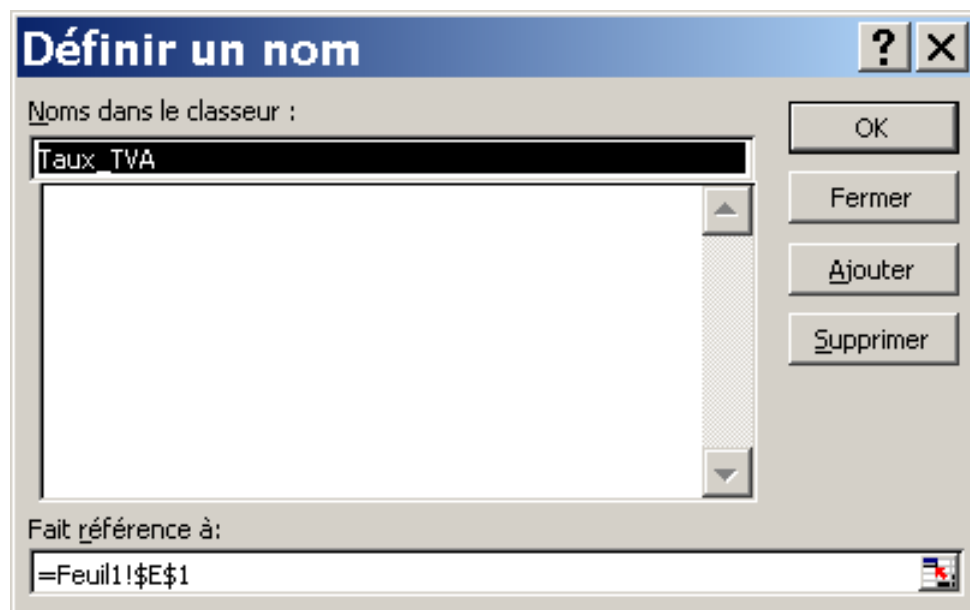 Définir un nom
Noms dans le classeur :
Taux_TVA
OK
Fermer
Ajouter
Supprimer
Fait référence à:
=Feuil1!$E$1